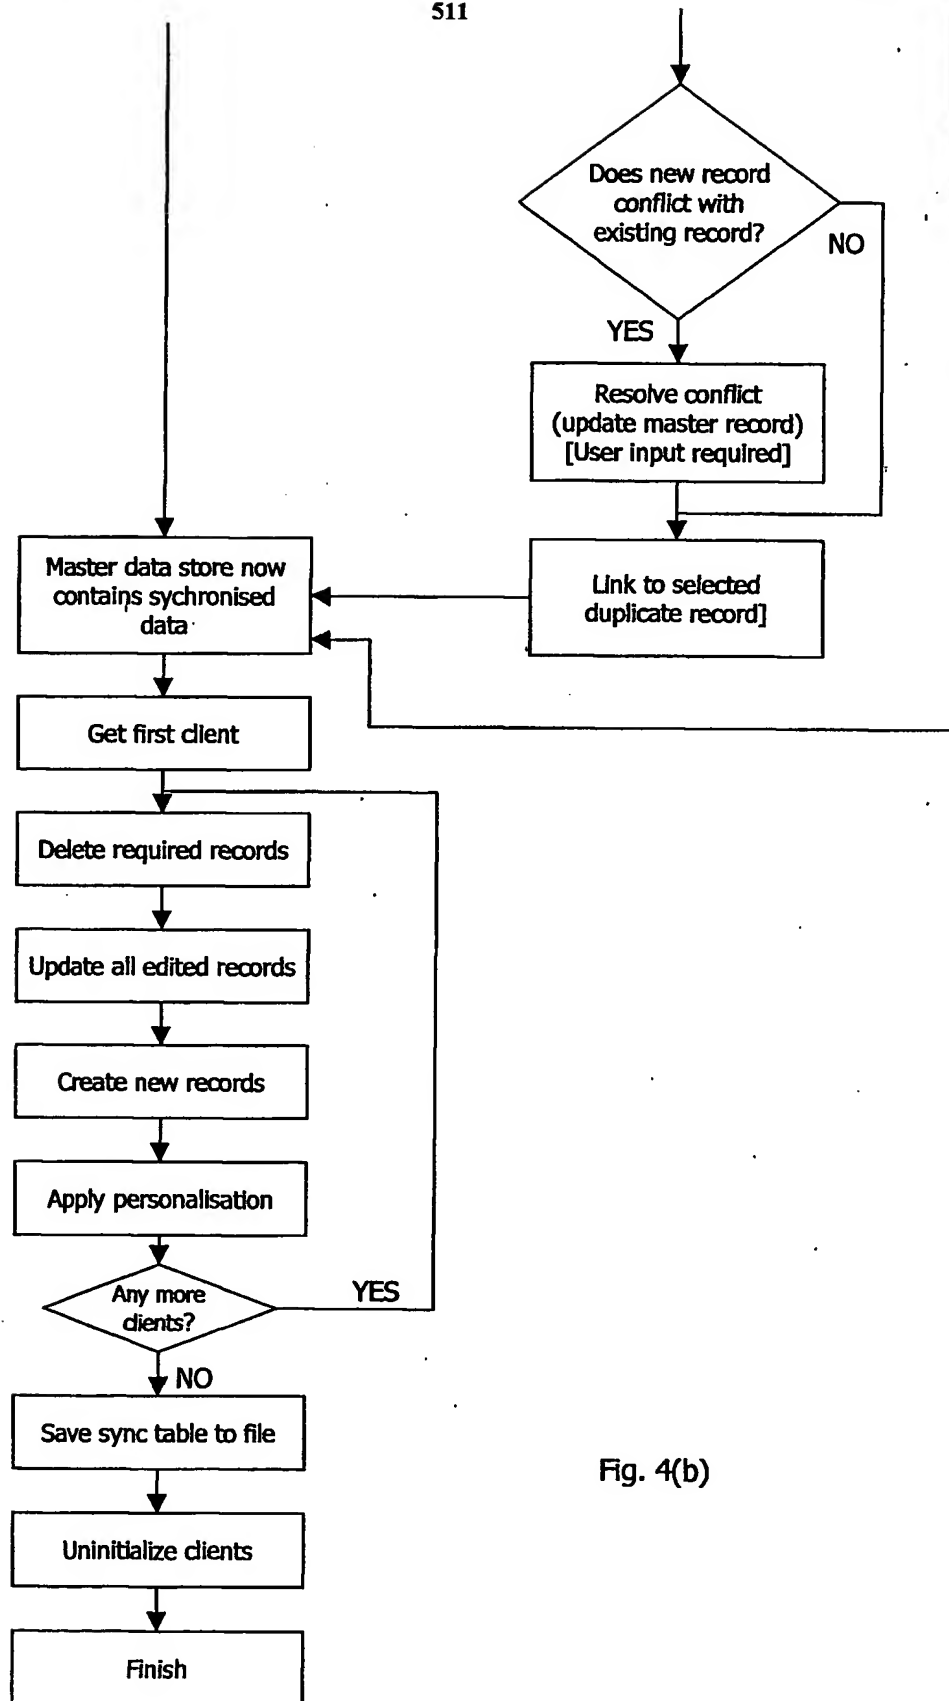 511
Does new record
conflict with
existing record?
NO
YES
Resolve conflict
(update master record)
[User input required]
Master data store now
contains sychronised
data
Link to selected
duplicate record]
Get first client
Delete required records
Update all edited records
Create new records
Apply personalisation
Any more
clients?
YES
NO
Save sync table to file
Fig. 4(b)
Uninitialize clients
Finish